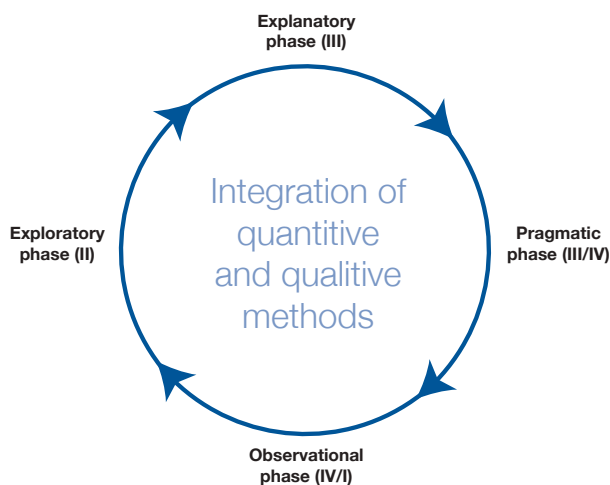 Explanatory
phase (III)
Integration of
quantitive
and qualitive
methods
Exploratory
phase (II)
Pragmatic
phase (III/IV)
Observational
phase (IV/I)